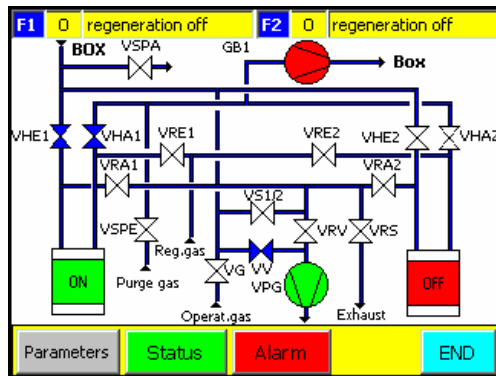 F1 0 regeneration off F2 0 regeneration off
BOX VSPA GB1 Box
VHE1 VHA1 VRE1 VRE2 VHE2 VHA2
VRA1 VRA2
VS1/2
VSPE VRV VRS
Reg.gas
VG VV
ON Purge gas VPG OFF
Operat.gas Exhaust
Parameters Status Alarm END